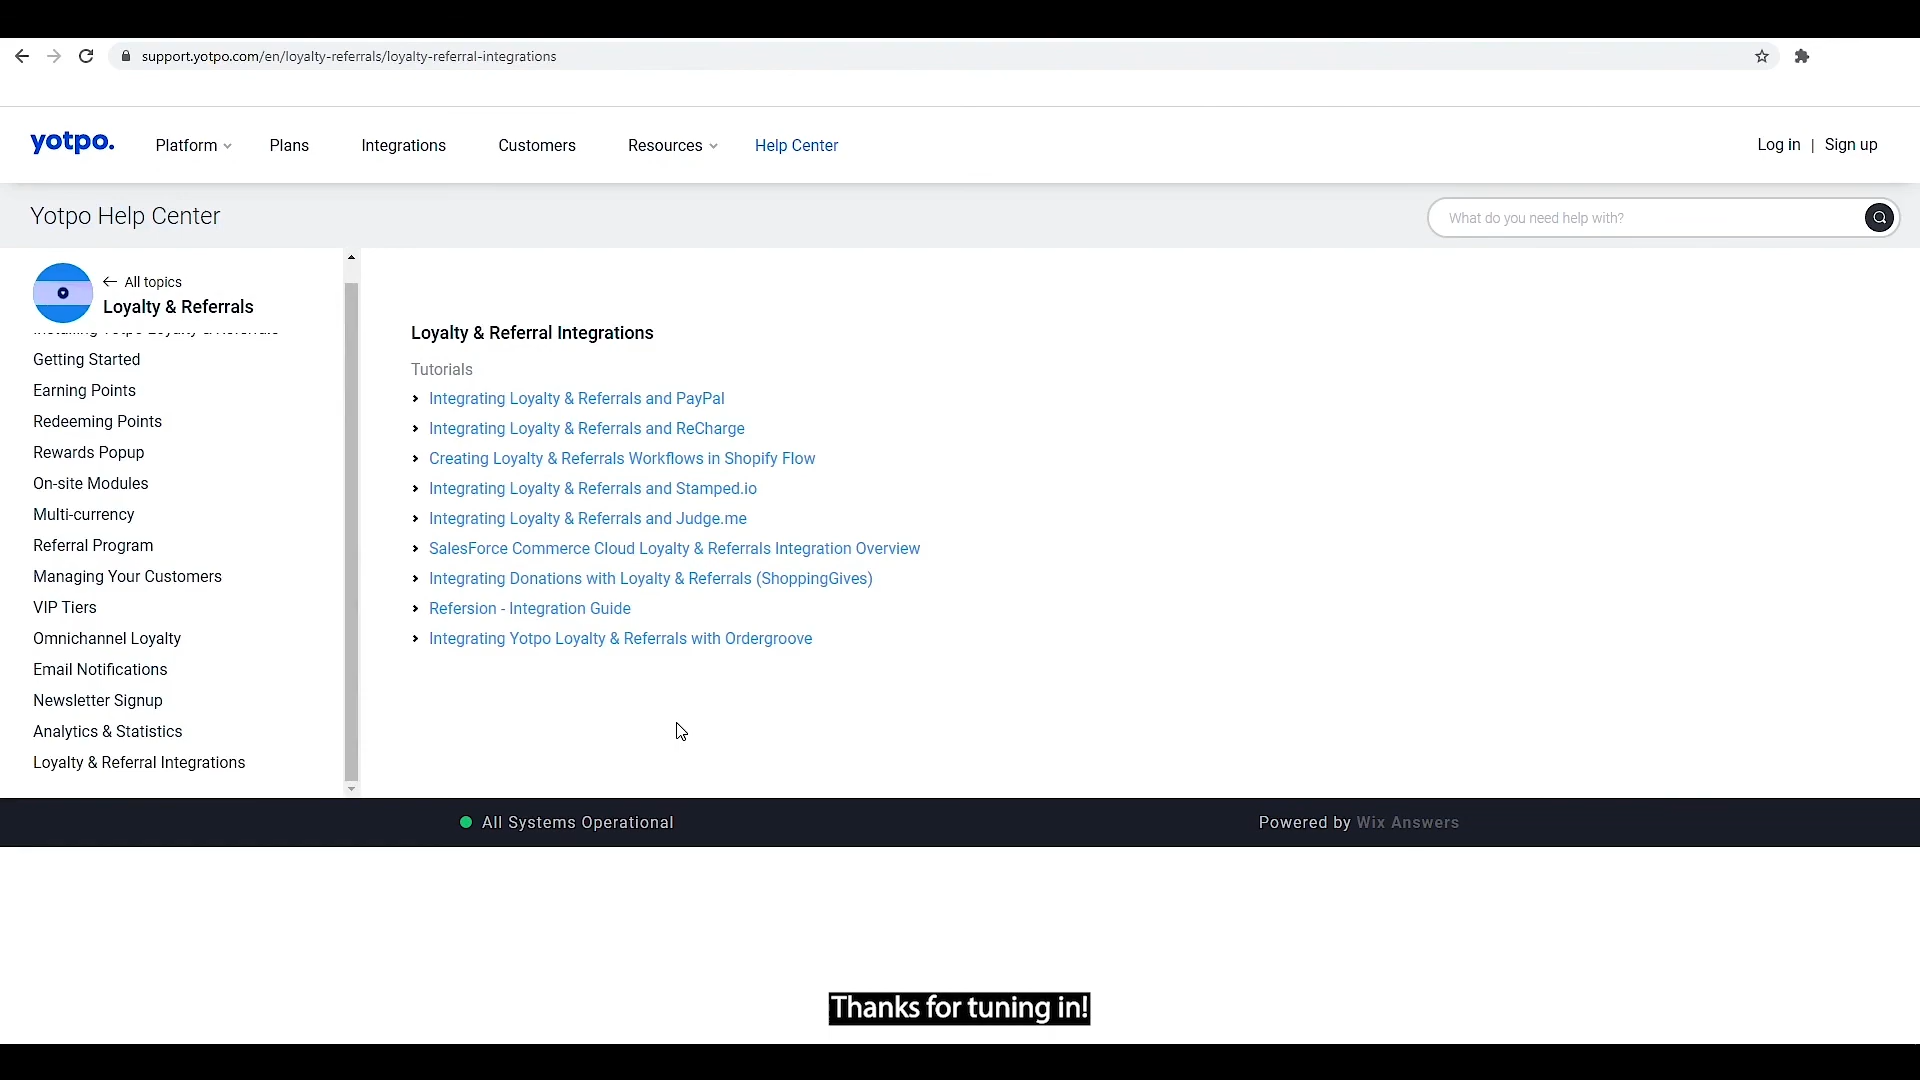 support.yotpo.com/en/loyalty-referrals/loyalty-referral-integrations
yotpo.
Platform
Plans
Integrations
Customers
Resources
Help Center
Log in | Sign up
Yotpo Help Center
What do you need help with?
← All topics
Loyalty & Referrals
Installing Yotpo Loyalty & Referrals
Getting Started
Earning Points
Redeeming Points
Rewards Popup
On-site Modules
Multi-currency
Referral Program
Managing Your Customers
VIP Tiers
Omnichannel Loyalty
Email Notifications
Newsletter Signup
Analytics & Statistics
Loyalty & Referral Integrations
Loyalty & Referral Integrations
Tutorials
Integrating Loyalty & Referrals and PayPal
Integrating Loyalty & Referrals and ReCharge
Creating Loyalty & Referrals Workflows in Shopify Flow
Integrating Loyalty & Referrals and Stamped.io
Integrating Loyalty & Referrals and Judge.me
SalesForce Commerce Cloud Loyalty & Referrals Integration Overview
Integrating Donations with Loyalty & Referrals (ShoppingGives)
Refersion - Integration Guide
Integrating Yotpo Loyalty & Referrals with Ordergroove
All Systems Operational
Powered by Wix Answers
Thanks for tuning in!